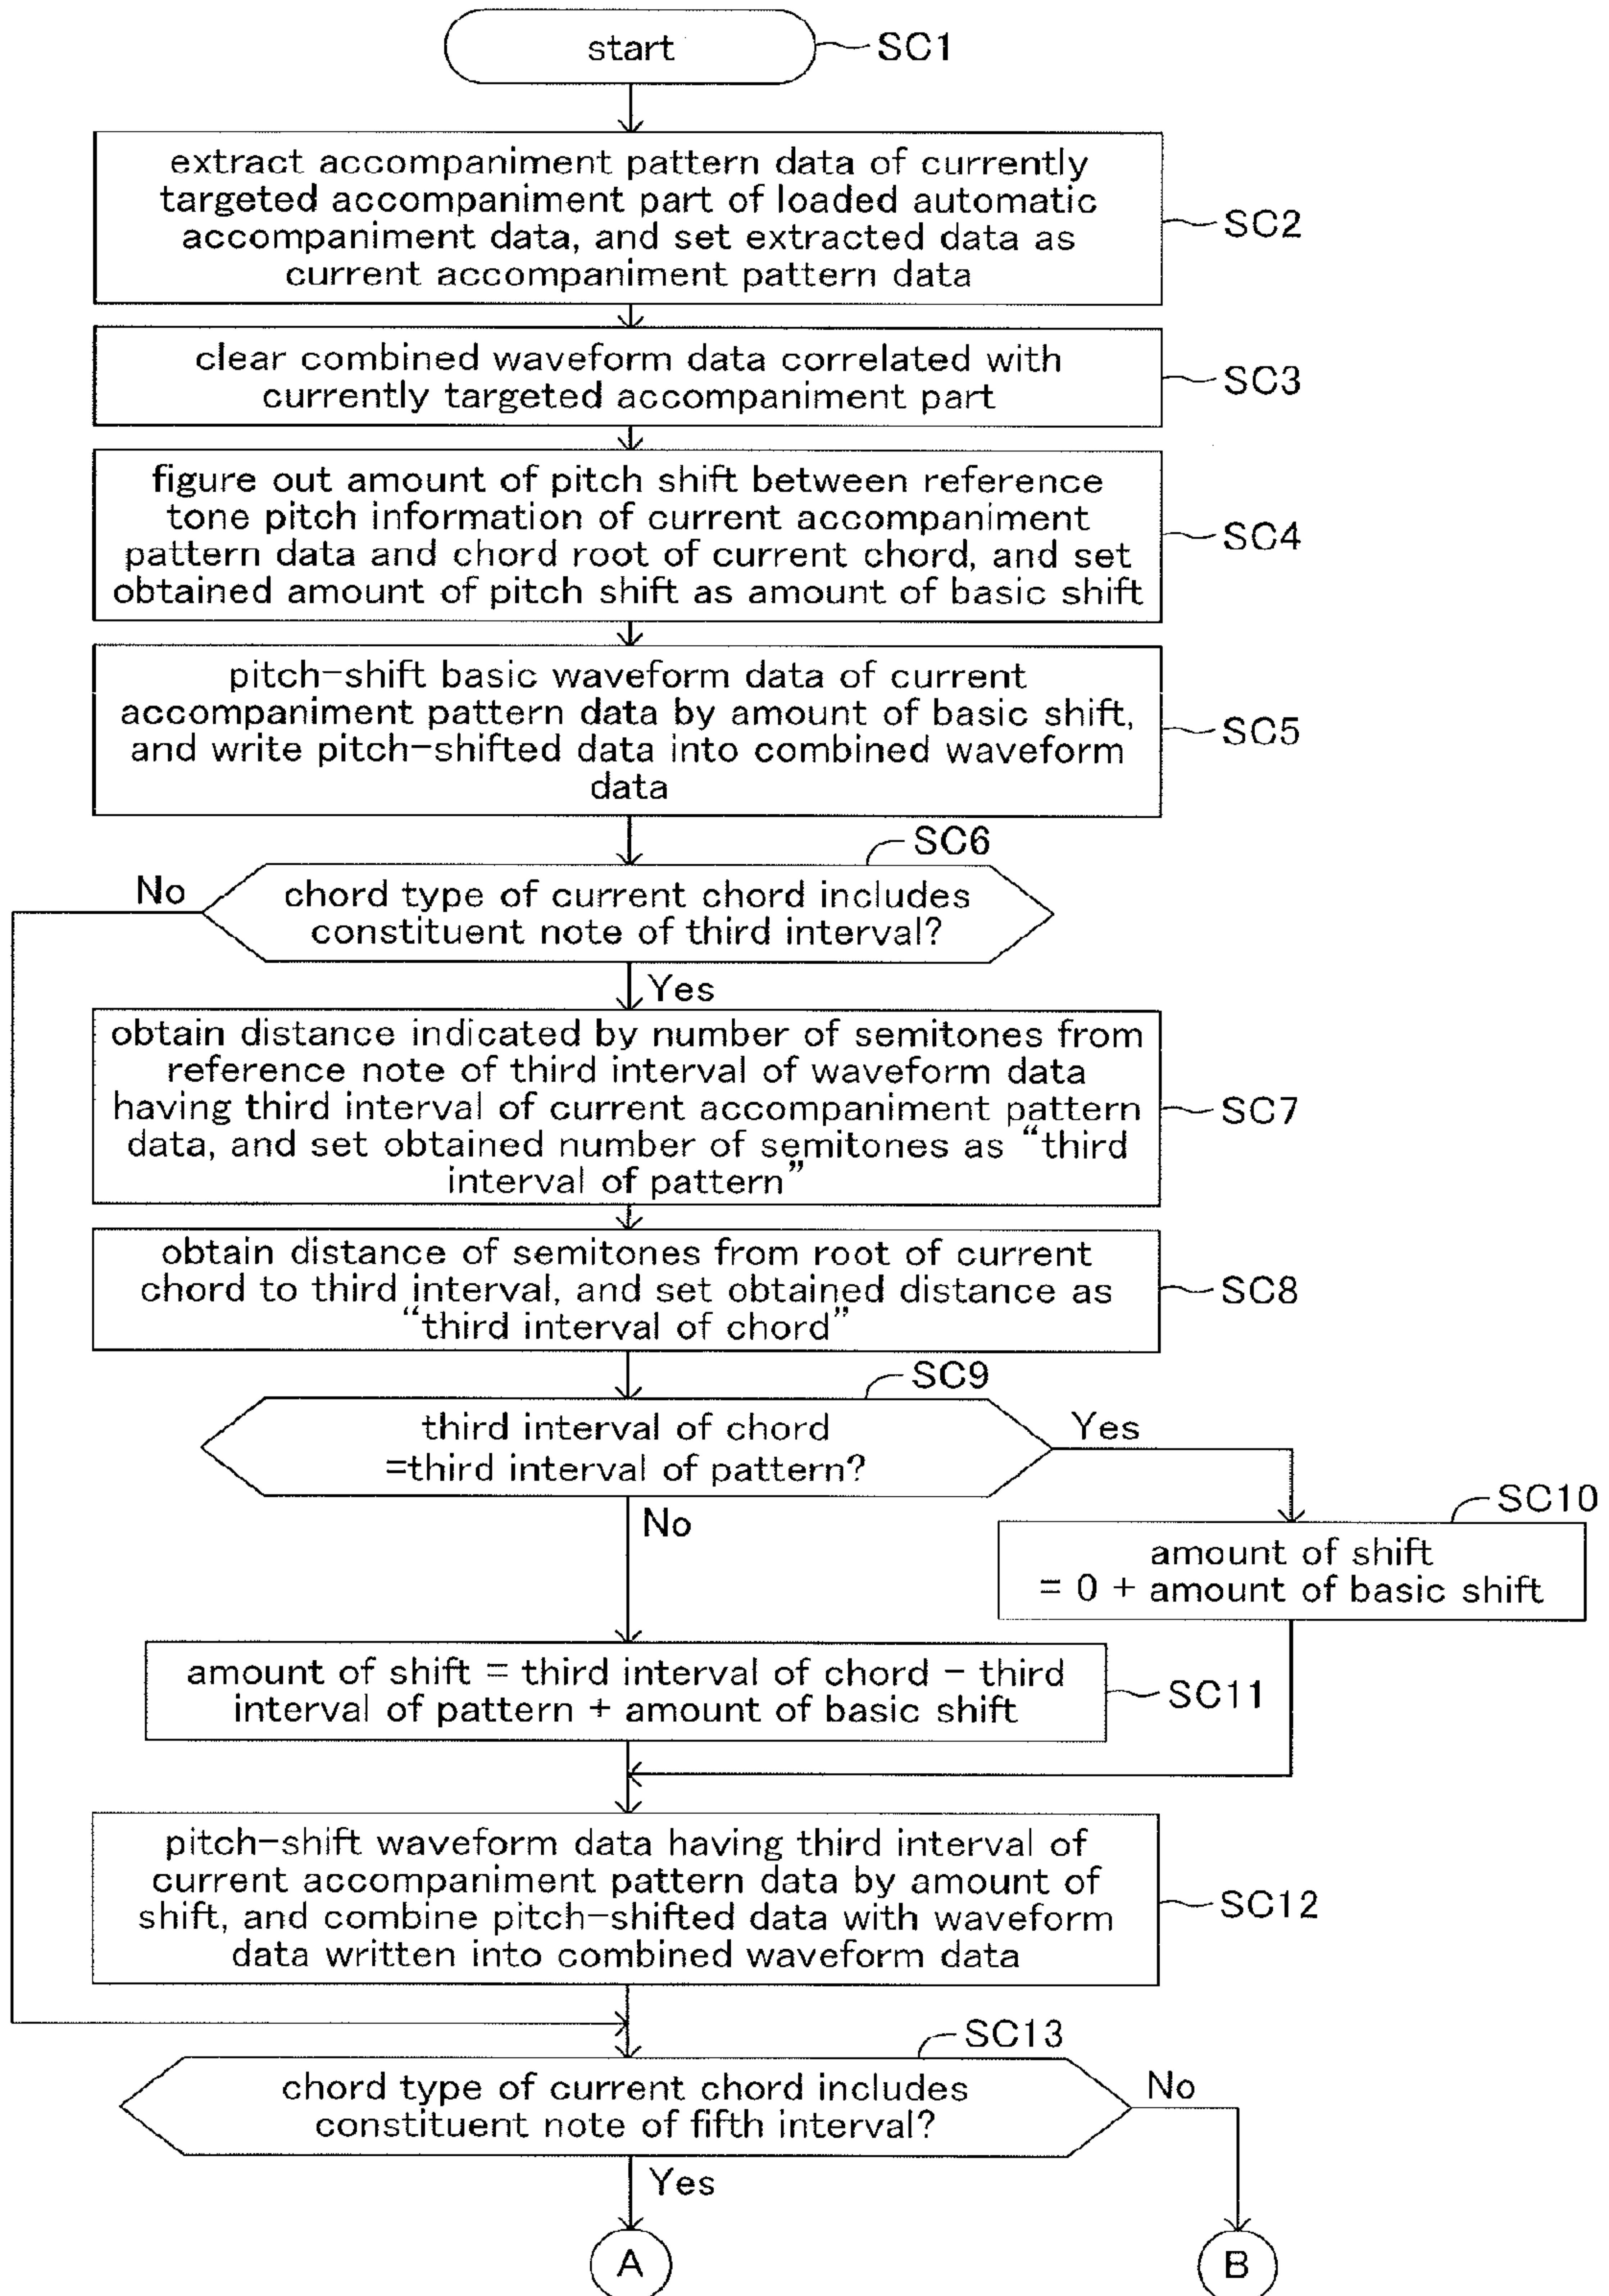 start
SC1
extract accompaniment pattern data of currently
targeted accompaniment part of loaded automatic
accompaniment data, and set extracted data as
current accompaniment pattern data
SC2
clear combined waveform data correlated with
currently targeted accompaniment part
SC3
figure out amount of pitch shift between reference
tone pitch information of current accompaniment
pattern data and chord root of current chord, and set
obtained amount of pitch shift as amount of basic shift
SC4
pitch-shift basic waveform data of current
accompaniment pattern data by amount of basic shift,
and write pitch-shifted data into combined waveform
data
SC5
SC6
No
chord type of current chord includes
constituent note of third interval?
Yes
obtain distance indicated by number of semitones from
reference note of third interval of waveform data
having third interval of current accompaniment pattern
data, and set obtained number of semitones as “third
interval of pattern”
SC7
obtain distance of semitones from root of current
chord to third interval, and set obtained distance as
“third interval of chord”
SC8
SC9
third interval of chord
=third interval of pattern?
Yes
No
SC10
amount of shift
= 0 + amount of basic shift
amount of shift = third interval of chord - third
interval of pattern + amount of basic shift
SC11
pitch-shift waveform data having third interval of
current accompaniment pattern data by amount of
shift, and combine pitch-shifted data with waveform
data written into combined waveform data
SC12
SC13
chord type of current chord includes
constituent note of fifth interval?
No
Yes
A
B